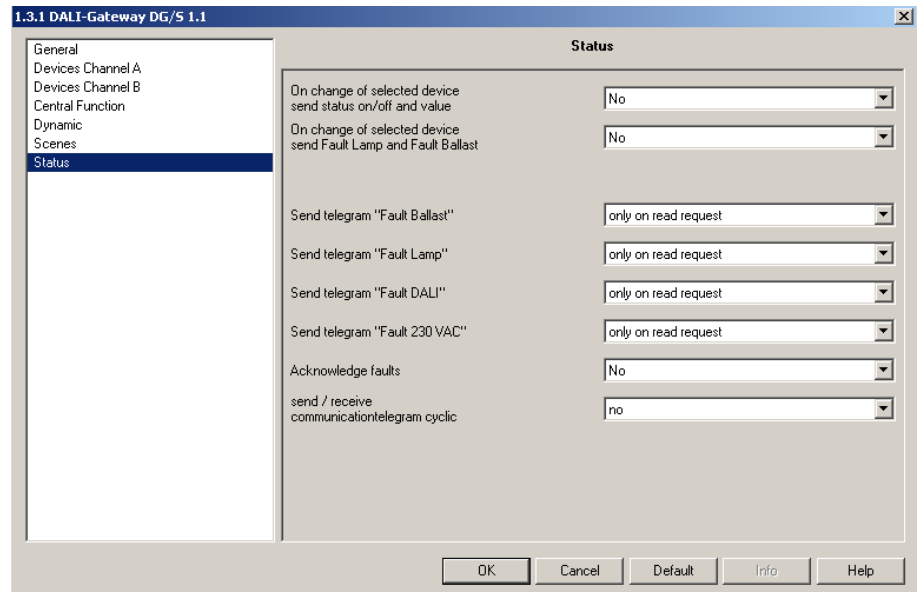 1.3.1 DALI-Gateway DG/S 1.1
General
Devices Channel A
Devices Channel B
Central Function
Dynamic
Scenes
Status
Status
On change of selected device
send status on/off and value
No
On change of selected device
send Fault Lamp and Fault Ballast
No
Send telegram "Fault Ballast"
only on read request
Send telegram "Fault Lamp"
only on read request
Send telegram "Fault DALI"
only on read request
Send telegram "Fault 230 VAC"
only on read request
Acknowledge faults
No
send / receive
communicationtelegram cyclic
no
OK
Cancel
Default
Info
Help